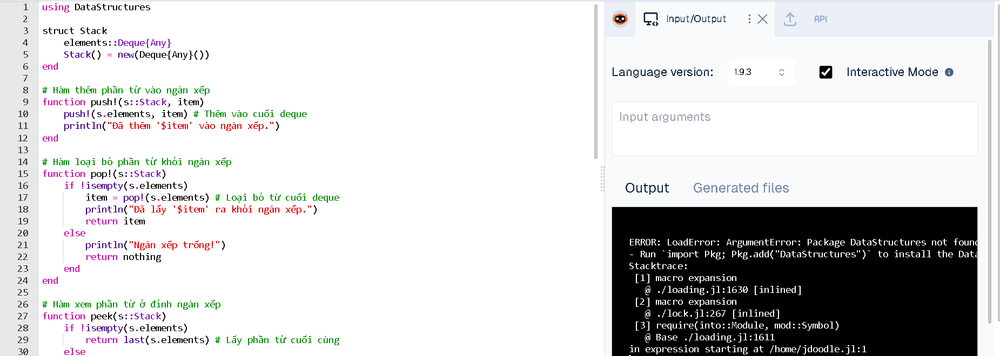 1 using DataStructures
2
3 struct Stack
4 elements::Deque{Any}
5 Stack() = new(Deque{Any}())
6 end
7
8 # Hàm thêm phần tử vào ngăn xếp
9 function push!(s::Stack, item)
10 push!(s.elements, item) # Thêm vào cuối deque
11 println("Đã thêm '$item' vào ngăn xếp.")
12 end
13
14 # Hàm loại bỏ phần tử khỏi ngăn xếp
15 function pop!(s::Stack)
16 if !isempty(s.elements)
17 item = pop!(s.elements) # Loại bỏ từ cuối deque
18 println("Đã lấy '$item' ra khỏi ngăn xếp.")
19 return item
20 else
21 println("Ngăn xếp trống!")
22 return nothing
23 end
24 end
25
26 # Hàm xem phần tử ở đỉnh ngăn xếp
27 function peek(s::Stack)
28 if !isempty(s.elements)
29 return last(s.elements) # Lấy phần tử cuối cùng
30 else
Input/Output
API
Language version: 1.9.3 Interactive Mode
Input arguments
Output Generated files
ERROR: LoadError: ArgumentError: Package DataStructures not found
- Run `import Pkg; Pkg.add("DataStructures")` to install the Data
Stacktrace:
[1] macro expansion
@ ./loading.jl:1630 [inlined]
[2] macro expansion
@ ./lock.jl:267 [inlined]
[3] require(into::Module, mod::Symbol)
@ Base ./loading.jl:1611
in expression starting at /home/jdoodle.jl:1